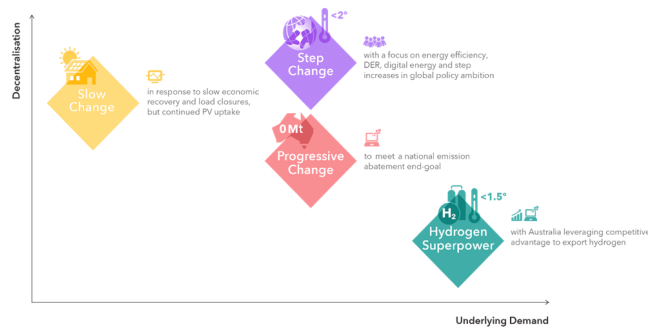 Decentralisation
<2°
Step
Change
with a focus on energy efficiency,
DER, digital energy and step
increases in global policy ambition
Slow
Change
in response to slow economic
recovery and load closures,
but continued PV uptake
0Mt
Progressive
Change
to meet a national emission
abatement end-goal
<1.5°
H₂
Hydrogen
Superpower
with Australia leveraging competitive
advantage to export hydrogen
Underlying Demand